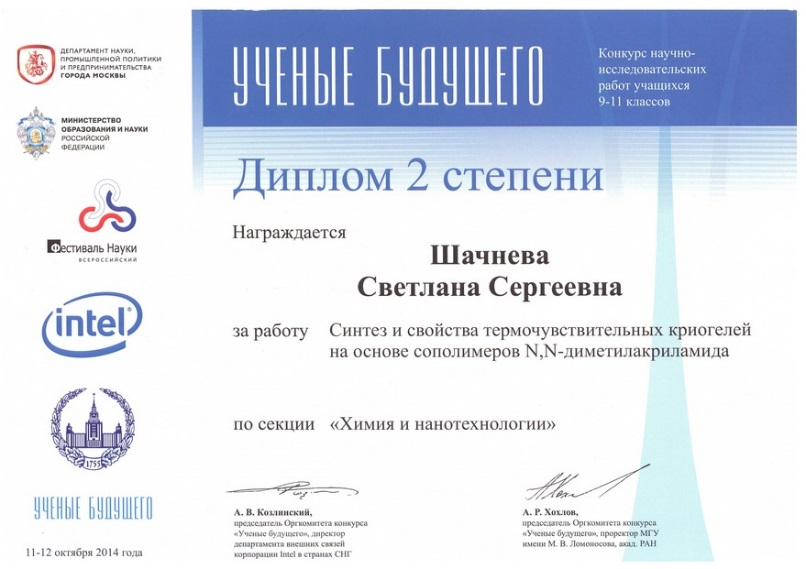 ДЕПАРТАМЕНТ НАУКИ,
ПРОМЫШЛЕННОЙ ПОЛИТИКИ
И ПРЕДПРИНИМАТЕЛЬСТВА
ГОРОДА МОСКВЫ
МИНИСТЕРСТВО
ОБРАЗОВАНИЯ И НАУКИ
РОССИЙСКОЙ
ФЕДЕРАЦИИ
Фестиваль Науки
ВСЕРОССИЙСКИЙ
intel
1755
УЧЕНЫЕ БУДУЩЕГО
11-12 октября 2014 года
УЧЕНЫЕ БУДУЩЕГО
Конкурс научно-
исследовательских
работ учащихся
9-11 классов
Диплом 2 степени
Награждается
Шачнева
Светлана Сергеевна
за работу Синтез и свойства термочувствительных криогелей
на основе сополимеров N,N-диметилакриламида
по секции «Химия и нанотехнологии»
А. В. Козлинский,
председатель Оргкомитета конкурса
«Ученые будущего», директор
департамента внешних связей
корпорации Intel в странах СНГ
А. Р. Хохлов,
председатель Оргкомитета конкурса
«Ученые будущего», проректор МГУ
имени М. В. Ломоносова, акад. РАН